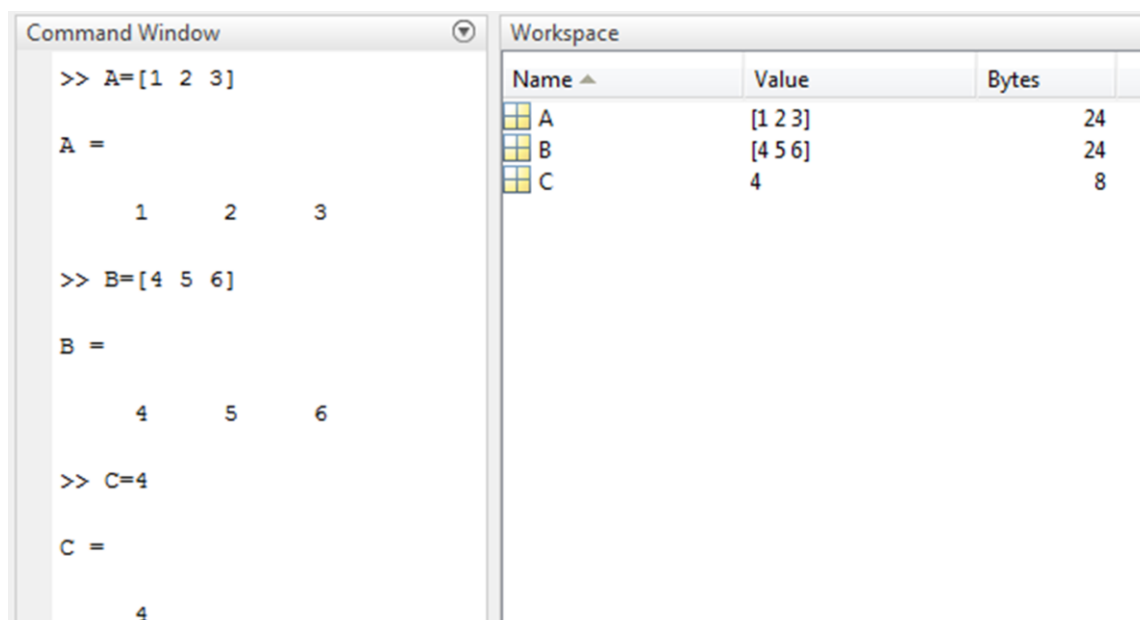 Command Window
>> A=[1 2 3]
A =
1 2 3
>> B=[4 5 6]
B =
4 5 6
>> C=4
C =
4
Workspace
Name Value Bytes
A [1 2 3] 24
B [4 5 6] 24
C 4 8